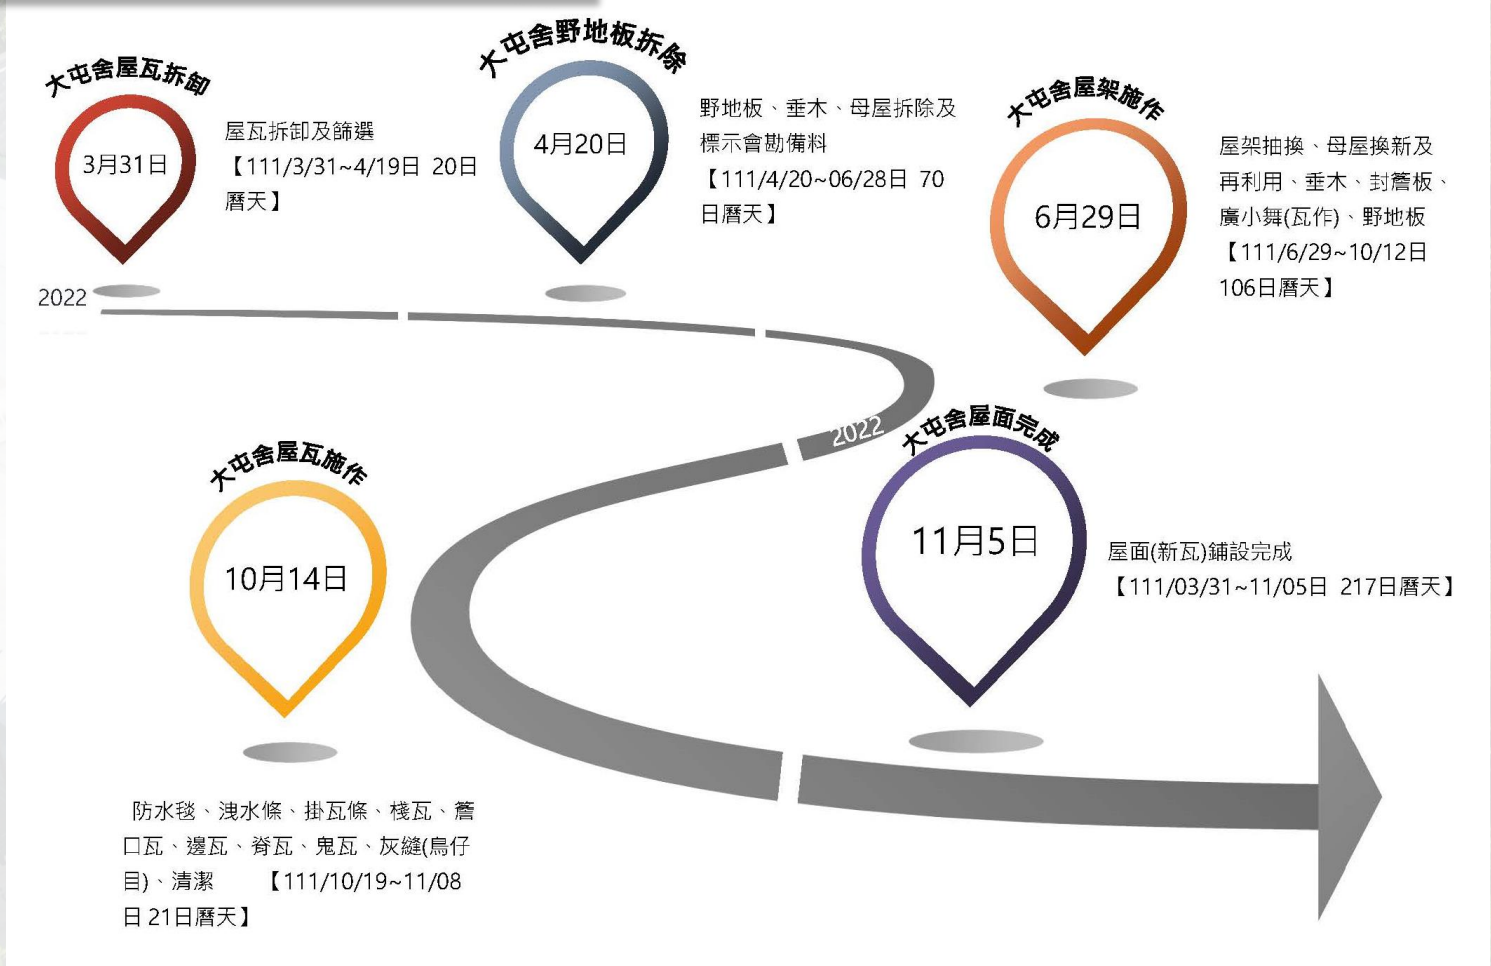 大屯舍屋瓦拆卸
3月31日
屋瓦拆卸及篩選
【111/3/31~4/19日 20日
曆天】
大屯舍野地板拆除
4月20日
野地板、垂木、母屋拆除及
標示會勘備料
【111/4/20~06/28日 70
日曆天】
大屯舍屋架施作
6月29日
屋架抽換、母屋換新及
再利用、垂木、封簷板、
廣小舞(瓦作)、野地板
【111/6/29~10/12日
106日曆天】
2022
2022
大屯舍屋瓦施作
10月14日
防水毯、洩水條、掛瓦條、棧瓦、簷
口瓦、邊瓦、脊瓦、鬼瓦、灰縫(鳥仔
目)、清潔 【111/10/19~11/08
日 21日曆天】
大屯舍屋面完成
11月5日
屋面(新瓦)鋪設完成
【111/03/31~11/05日 217日曆天】